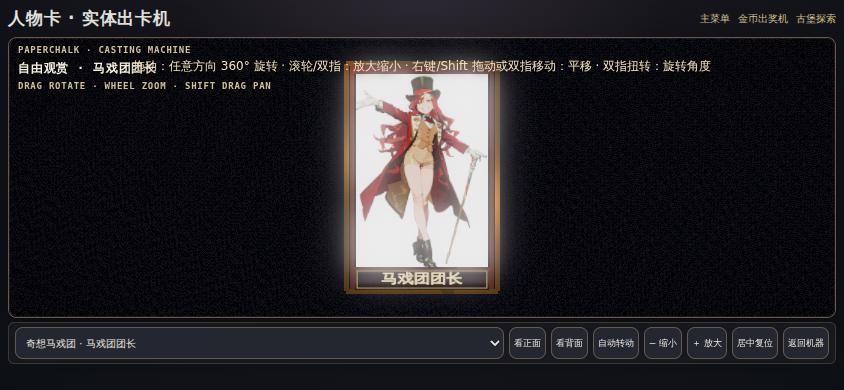 人物卡 · 实体出卡机
主菜单 金币出奖机 古堡探索
PAPERCHALK · CASTING MACHINE
自由观赏 · 马戏团团长
：任意方向 360° 旋转 · 滚轮/双指：放大缩小 · 右键/Shift 拖动或双指移动：平移 · 双指扭转：旋转角度
DRAG ROTATE · WHEEL ZOOM · SHIFT DRAG PAN
马戏团团长
奇想马戏团 · 马戏团团长
看正面 看背面 自动转动 − 缩小 + 放大 居中复位 返回机器